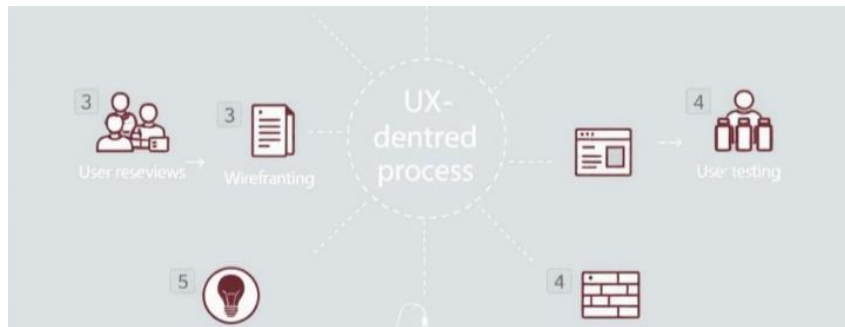 UX-
dentred
process
3
User reseviews
3
Wirefranting
4
User testing
5
4